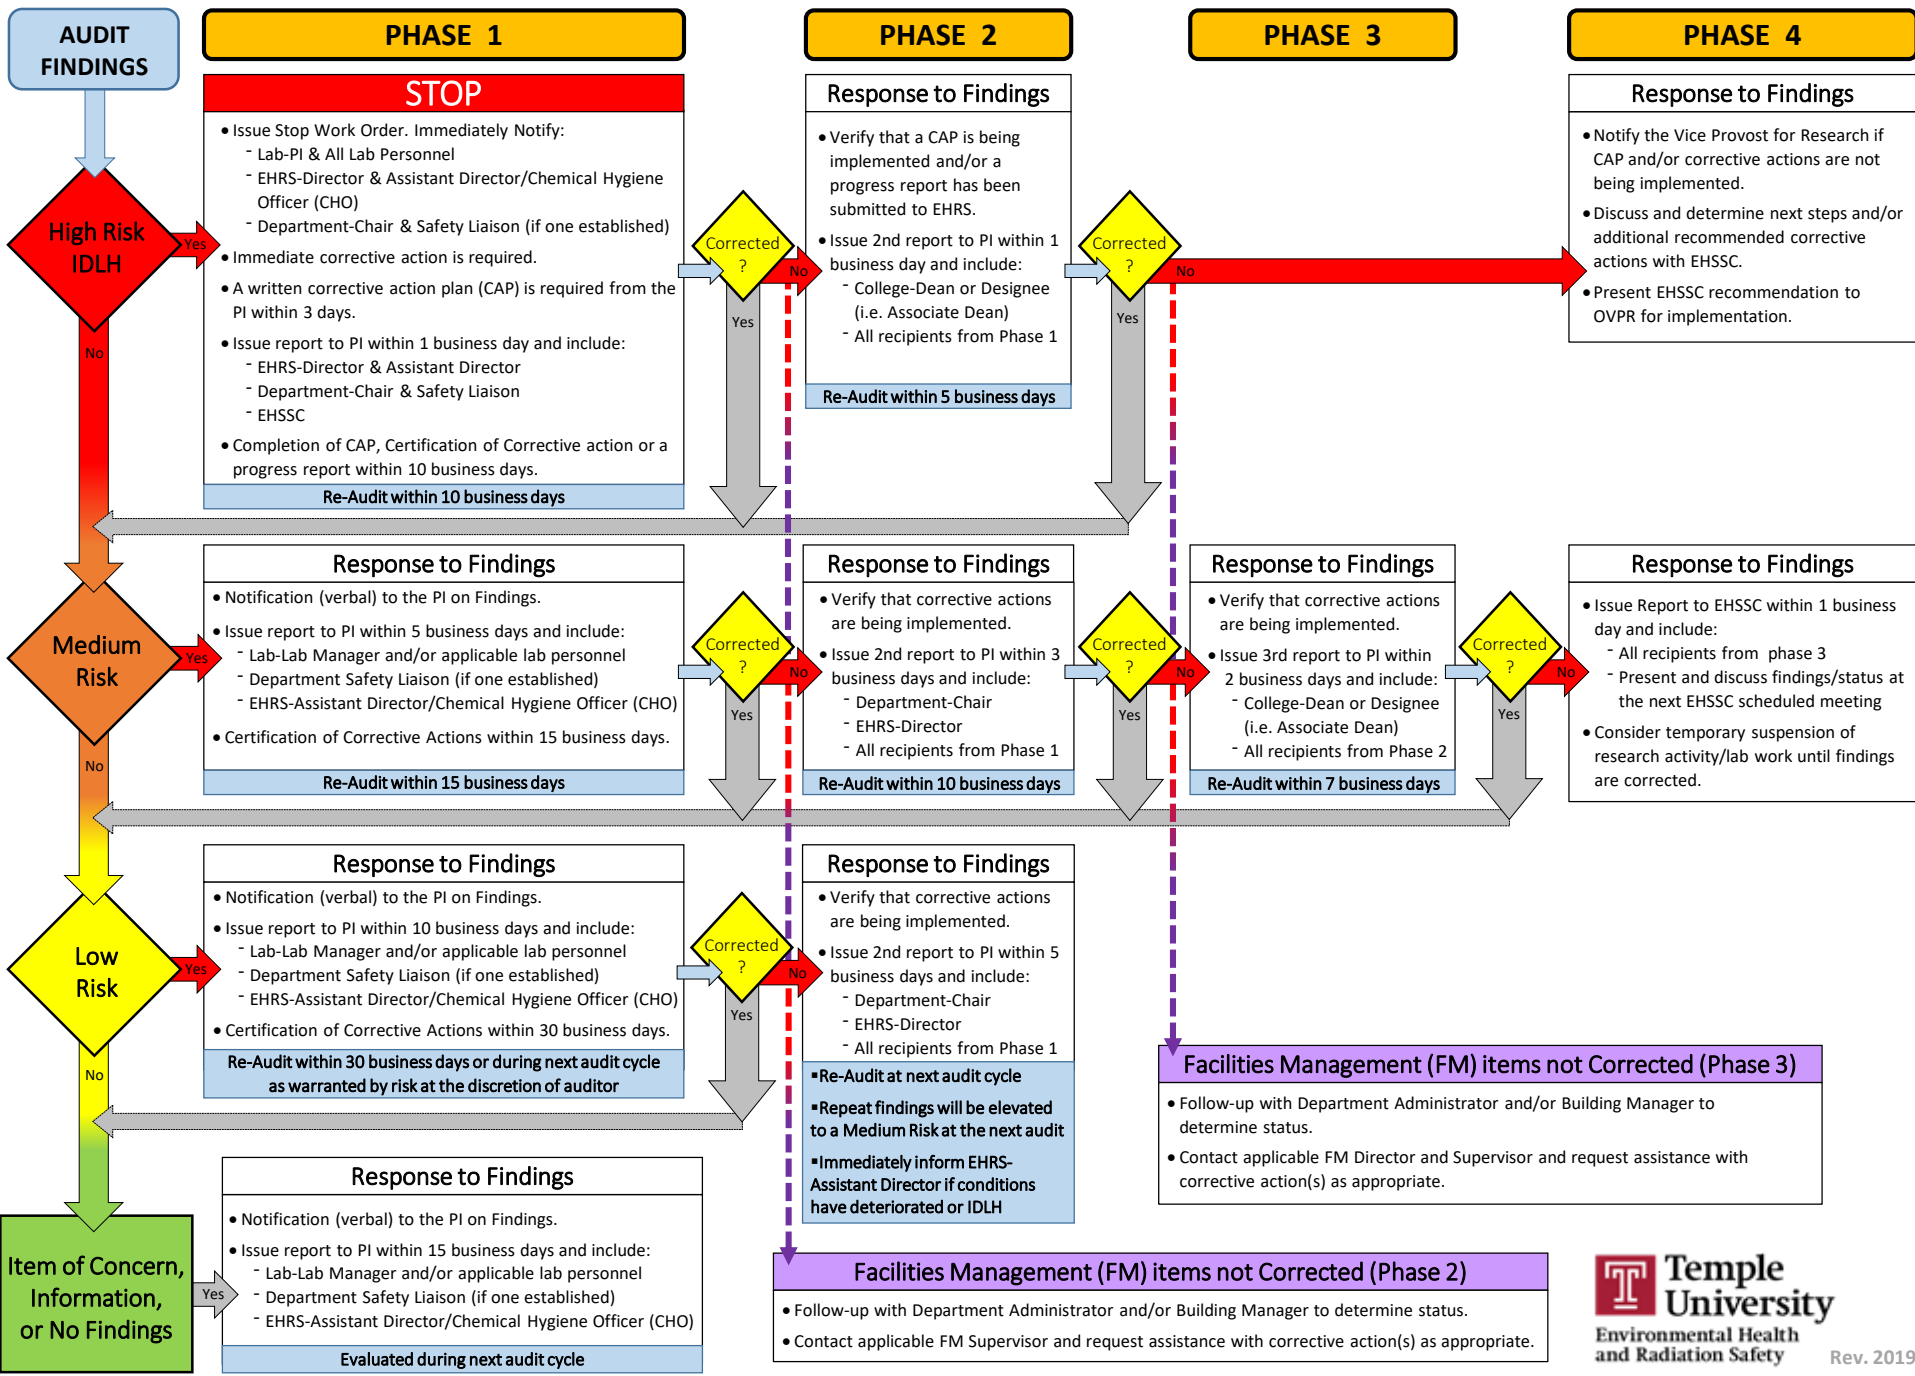 AUDIT
FINDINGS
PHASE 1
PHASE 2
PHASE 3
PHASE 4
High Risk
IDLH
Yes
No
STOP
• Issue Stop Work Order. Immediately Notify:
- Lab-PI & All Lab Personnel
- EHRS-Director & Assistant Director/Chemical Hygiene
Officer (CHO)
- Department-Chair & Safety Liaison (if one established)
• Immediate corrective action is required.
• A written corrective action plan (CAP) is required from the
PI within 3 days.
• Issue report to PI within 1 business day and include:
- EHRS-Director & Assistant Director
- Department-Chair & Safety Liaison
- EHSSC
• Completion of CAP, Certification of Corrective action or a
progress report within 10 business days.
Re-Audit within 10 business days
Corrected
?
No
Yes
Response to Findings
• Verify that a CAP is being
implemented and/or a
progress report has been
submitted to EHRS.
• Issue 2nd report to PI within 1
business day and include:
- College-Dean or Designee
(i.e. Associate Dean)
- All recipients from Phase 1
Re-Audit within 5 business days
Corrected
?
No
Yes
Response to Findings
• Notify the Vice Provost for Research if
CAP and/or corrective actions are not
being implemented.
• Discuss and determine next steps and/or
additional recommended corrective
actions with EHSSC.
• Present EHSSC recommendation to
OVPR for implementation.
Medium
Risk
Yes
No
Response to Findings
• Notification (verbal) to the PI on Findings.
• Issue report to PI within 5 business days and include:
- Lab-Lab Manager and/or applicable lab personnel
- Department Safety Liaison (if one established)
- EHRS-Assistant Director/Chemical Hygiene Officer (CHO)
• Certification of Corrective Actions within 15 business days.
Re-Audit within 15 business days
Corrected
?
No
Yes
Response to Findings
• Verify that corrective actions
are being implemented.
• Issue 2nd report to PI within 3
business days and include:
- Department-Chair
- EHRS-Director
- All recipients from Phase 1
Re-Audit within 10 business days
Corrected
?
No
Yes
Response to Findings
• Verify that corrective actions
are being implemented.
• Issue 3rd report to PI within
2 business days and include:
- College-Dean or Designee
(i.e. Associate Dean)
- All recipients from Phase 2
Re-Audit within 7 business days
Corrected
?
No
Yes
Response to Findings
• Issue Report to EHSSC within 1 business
day and include:
- All recipients from phase 3
- Present and discuss findings/status at
the next EHSSC scheduled meeting
• Consider temporary suspension of
research activity/lab work until findings
are corrected.
Low
Risk
Yes
No
Response to Findings
• Notification (verbal) to the PI on Findings.
• Issue report to PI within 10 business days and include:
- Lab-Lab Manager and/or applicable lab personnel
- Department Safety Liaison (if one established)
- EHRS-Assistant Director/Chemical Hygiene Officer (CHO)
• Certification of Corrective Actions within 30 business days.
Re-Audit within 30 business days or during next audit cycle
as warranted by risk at the discretion of auditor
Corrected
?
No
Yes
Response to Findings
• Verify that corrective actions
are being implemented.
• Issue 2nd report to PI within 5
business days and include:
- Department-Chair
- EHRS-Director
- All recipients from Phase 1
▪Re-Audit at next audit cycle
▪Repeat findings will be elevated
to a Medium Risk at the next audit
▪Immediately inform EHRS-
Assistant Director if conditions
have deteriorated or IDLH
Facilities Management (FM) items not Corrected (Phase 3)
• Follow-up with Department Administrator and/or Building Manager to
determine status.
• Contact applicable FM Director and Supervisor and request assistance with
corrective action(s) as appropriate.
Item of Concern,
Information,
or No Findings
Yes
Response to Findings
• Notification (verbal) to the PI on Findings.
• Issue report to PI within 15 business days and include:
- Lab-Lab Manager and/or applicable lab personnel
- Department Safety Liaison (if one established)
- EHRS-Assistant Director/Chemical Hygiene Officer (CHO)
Evaluated during next audit cycle
Facilities Management (FM) items not Corrected (Phase 2)
• Follow-up with Department Administrator and/or Building Manager to determine status.
• Contact applicable FM Supervisor and request assistance with corrective action(s) as appropriate.
Temple
University
Environmental Health
and Radiation Safety
Rev. 2019